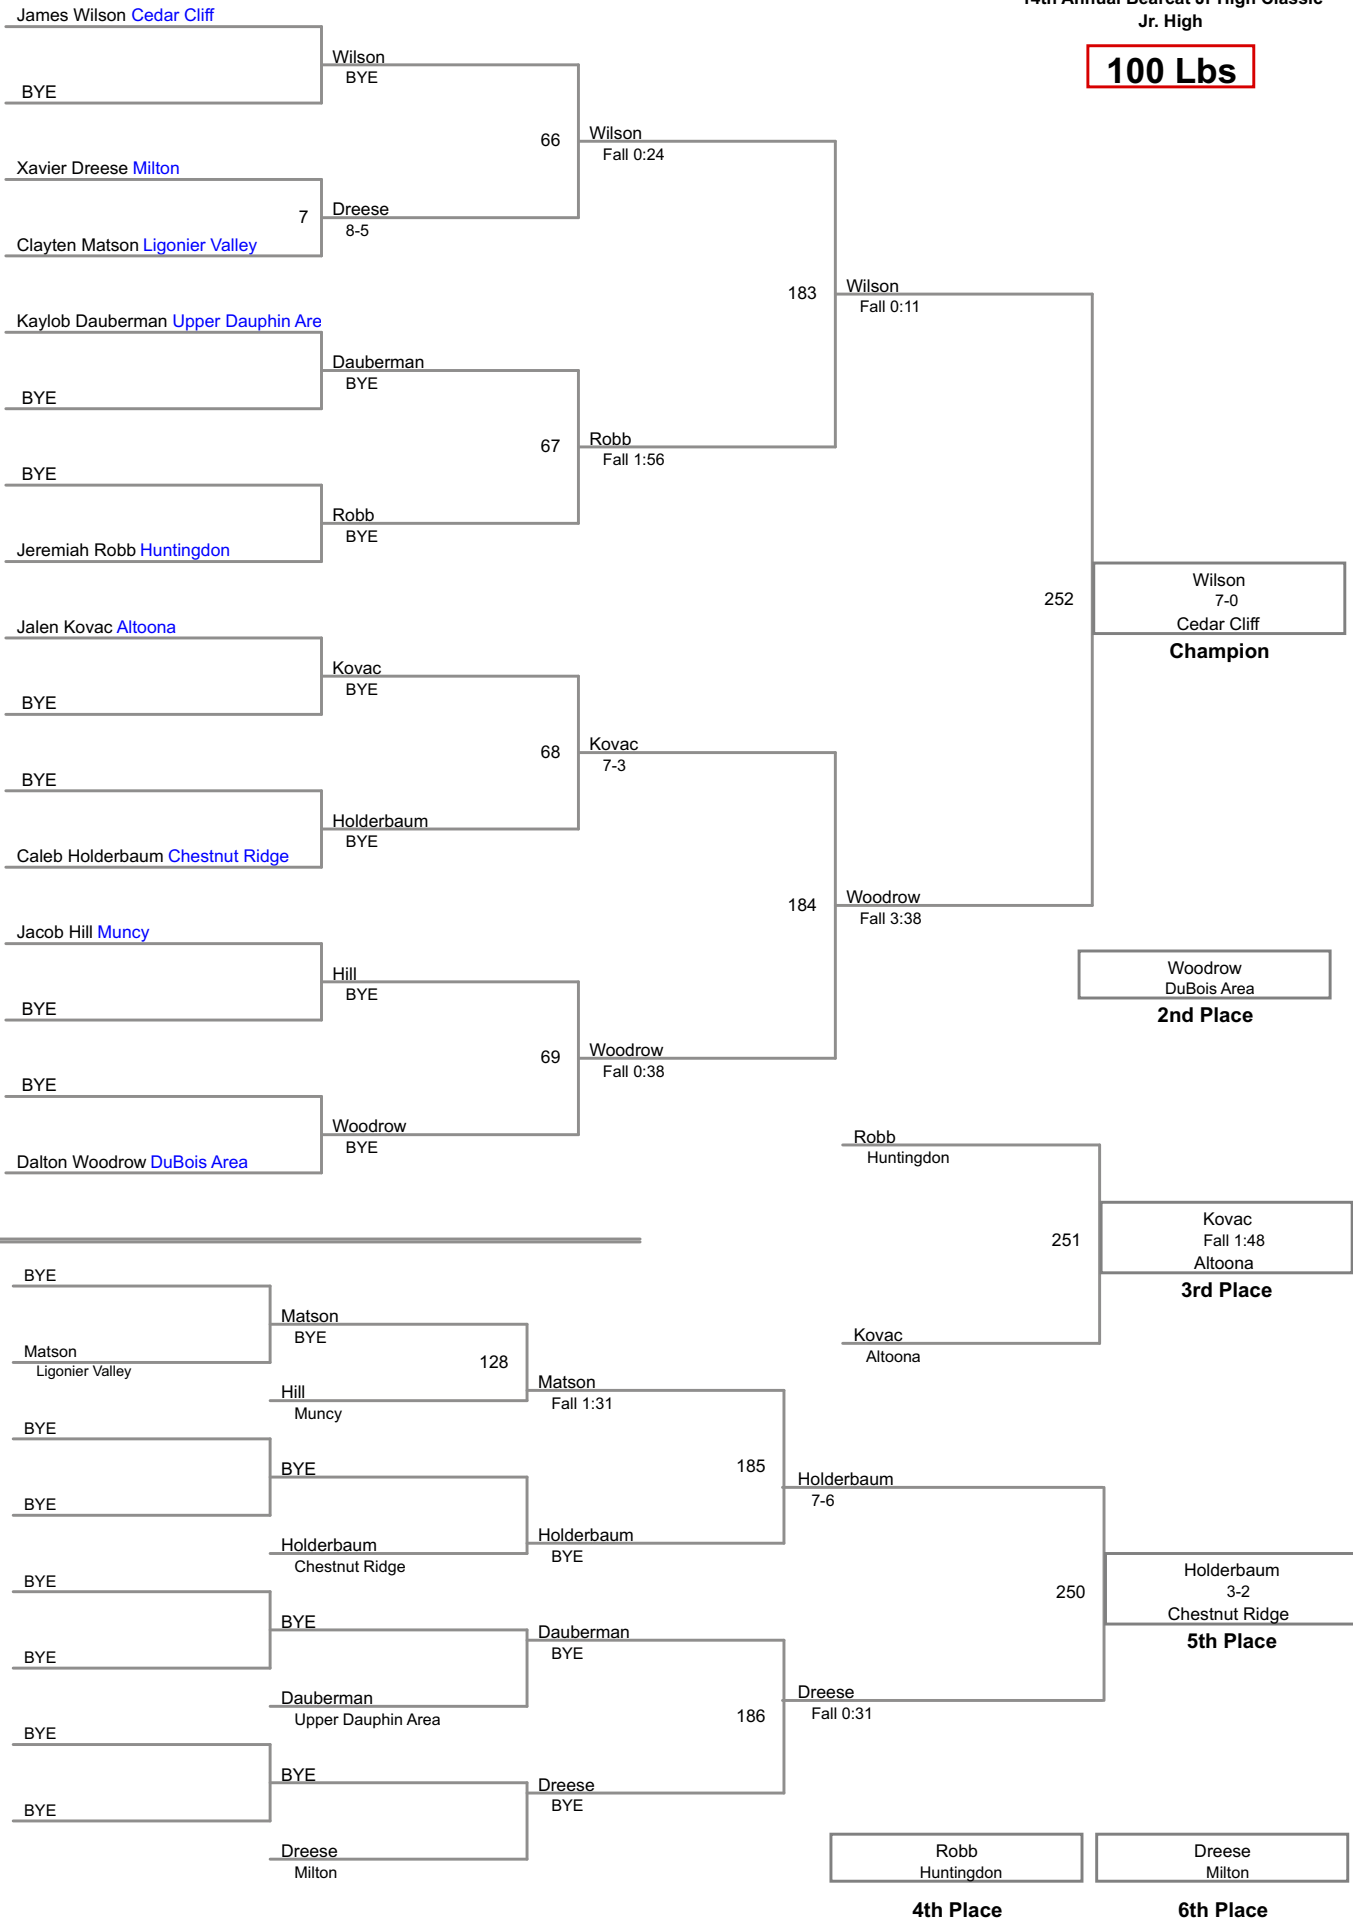 14th Annual Bearcat Jr High Classic
Jr. High
100 Lbs
James Wilson Cedar Cliff
BYE
Xavier Dreese Milton
7
Clayten Matson Ligonier Valley
Kaylob Dauberman Upper Dauphin Are
BYE
BYE
Jeremiah Robb Huntingdon
Jalen Kovac Altoona
BYE
BYE
Caleb Holderbaum Chestnut Ridge
Jacob Hill Muncy
BYE
BYE
Dalton Woodrow DuBois Area
Wilson
BYE
66
Dreese
8-5
Dauberman
BYE
67
Robb
BYE
Kovac
BYE
68
Holderbaum
BYE
Hill
BYE
69
Woodrow
BYE
Wilson
Fall 0:24
183
Robb
Fall 1:56
Kovac
7-3
184
Woodrow
Fall 0:38
Wilson
Fall 0:11
252
Woodrow
Fall 3:38
Wilson
7-0
Cedar Cliff
Champion
Woodrow
DuBois Area
2nd Place
Robb
Huntingdon
251
Kovac
Altoona
Kovac
Fall 1:48
Altoona
3rd Place
BYE
Matson
Ligonier Valley
BYE
BYE
BYE
BYE
BYE
BYE
Matson
BYE
128
Hill
Muncy
BYE
Holderbaum
Chestnut Ridge
BYE
Dauberman
Upper Dauphin Area
BYE
Dreese
Milton
Matson
Fall 1:31
185
Holderbaum
BYE
Dauberman
BYE
186
Dreese
BYE
Holderbaum
7-6
250
Dreese
Fall 0:31
Holderbaum
3-2
Chestnut Ridge
5th Place
Robb
Huntingdon
4th Place
Dreese
Milton
6th Place